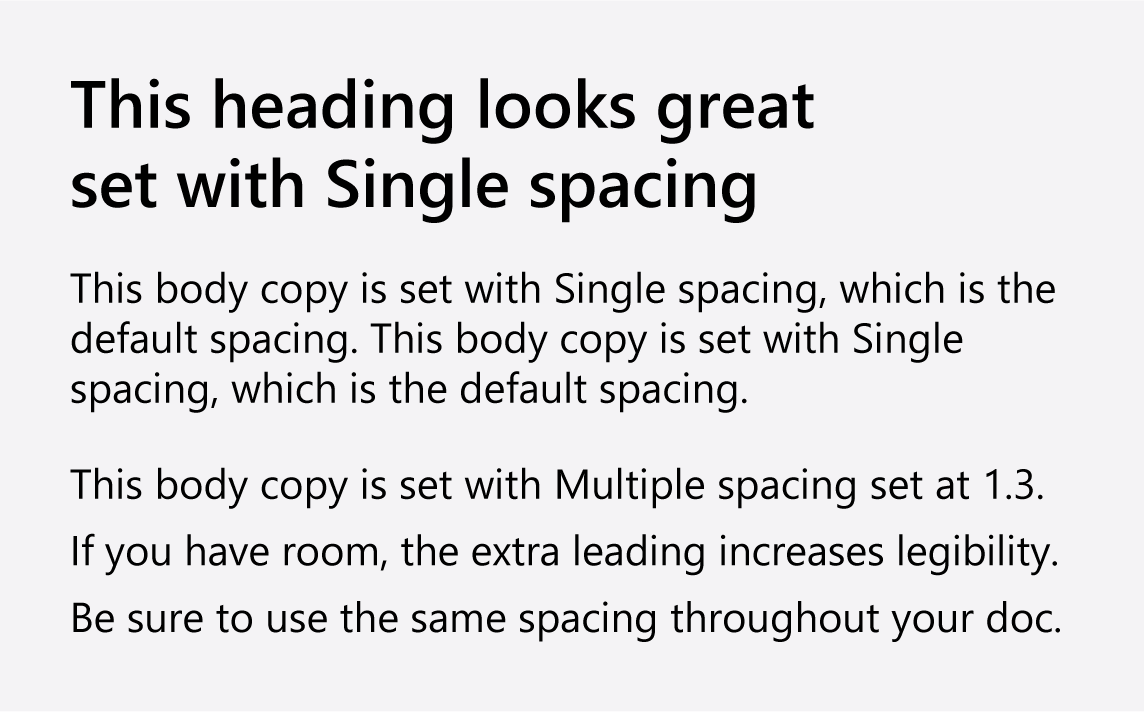 This heading looks great
set with Single spacing
This body copy is set with Single spacing, which is the
default spacing. This body copy is set with Single
spacing, which is the default spacing.
This body copy is set with Multiple spacing set at 1.3.
If you have room, the extra leading increases legibility.
Be sure to use the same spacing throughout your doc.